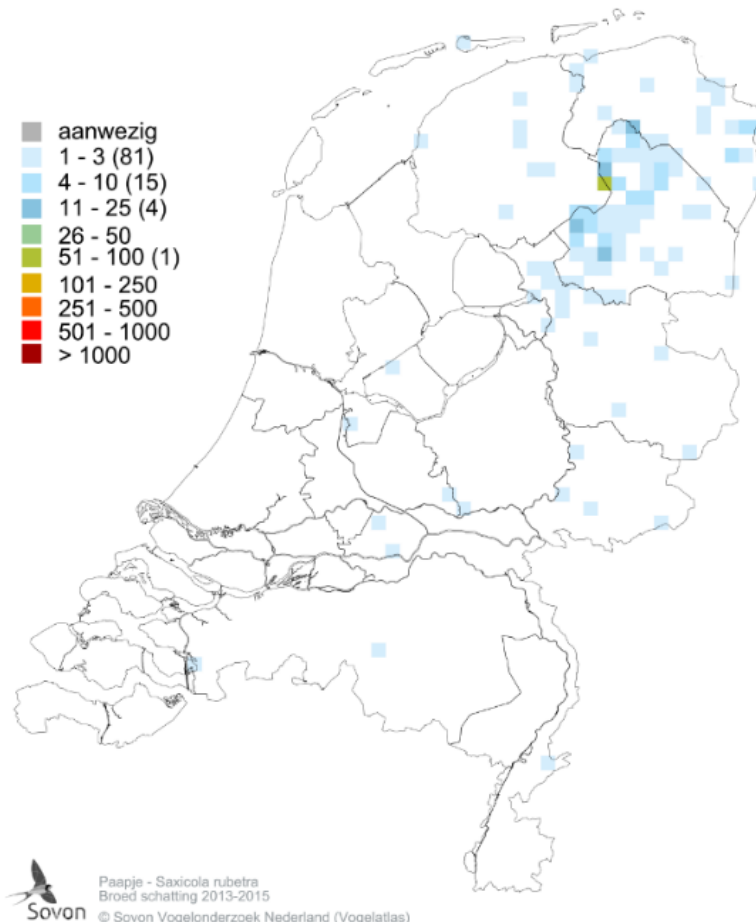 aanwezig
1 - 3 (81)
4 - 10 (15)
11 - 25 (4)
26 - 50
51 - 100 (1)
101 - 250
251 - 500
501 - 1000
> 1000
Sovon
Paapje - Saxicola rubetra
Broed schatting 2013-2015
© Sovon Vogelonderzoek Nederland (Vogelatlas)